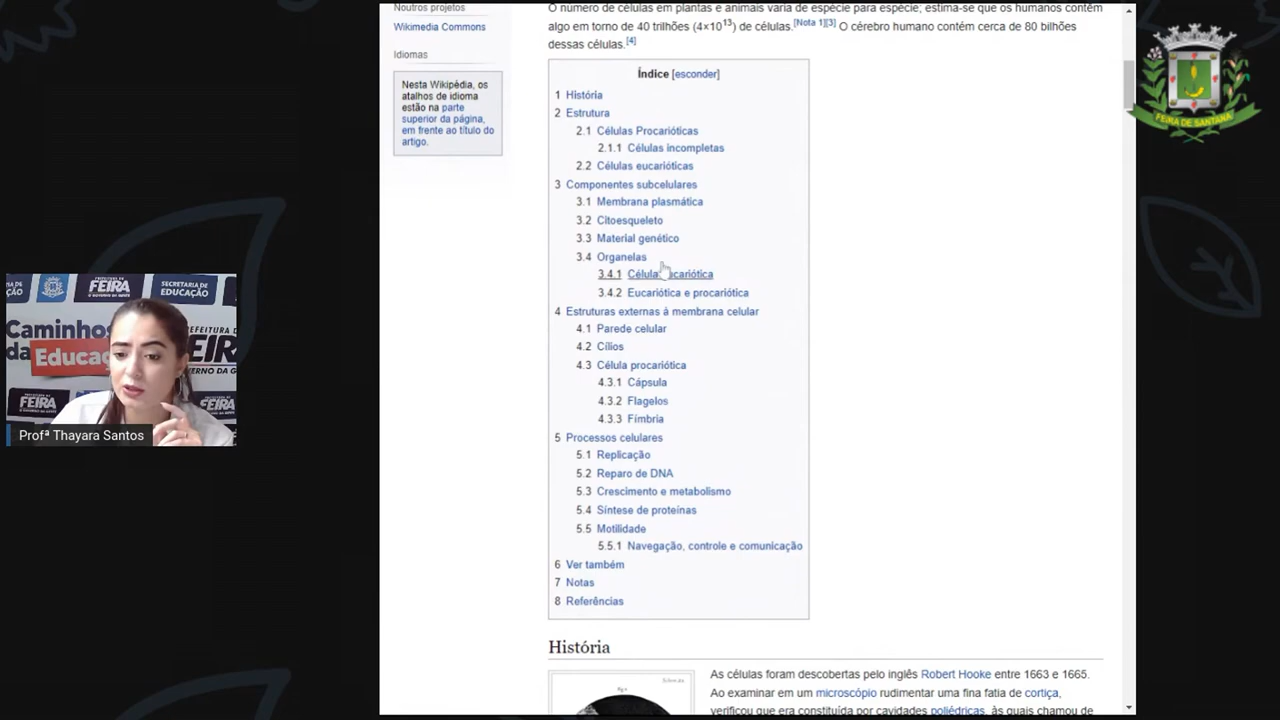 Noutros projetos
Wikimedia Commons
Idiomas
Nesta Wikipédia, os
atalhos de idioma
estão na parte
superior da página,
em frente ao título do
artigo.
O número de células em plantas e animais varia de espécie para espécie; estima-se que os humanos contêm
algo em torno de 40 trilhões (4×10¹³) de células.[Nota 1][3] O cérebro humano contém cerca de 80 bilhões
dessas células.[4]
Índice [esconder]
1 História
2 Estrutura
2.1 Células Procarióticas
2.1.1 Células incompletas
2.2 Células eucarióticas
3 Componentes subcelulares
3.1 Membrana plasmática
3.2 Citoesqueleto
3.3 Material genético
3.4 Organelas
3.4.1 Célula eucariótica
3.4.2 Eucariótica e procariótica
4 Estruturas externas à membrana celular
4.1 Parede celular
4.2 Cílios
4.3 Célula procariótica
4.3.1 Cápsula
4.3.2 Flagelos
4.3.3 Fímbria
5 Processos celulares
5.1 Replicação
5.2 Reparo de DNA
5.3 Crescimento e metabolismo
5.4 Síntese de proteínas
5.5 Motilidade
5.5.1 Navegação, controle e comunicação
6 Ver também
7 Notas
8 Referências
História
As células foram descobertas pelo inglês Robert Hooke entre 1663 e 1665.
Ao examinar em um microscópio rudimentar uma fina fatia de cortiça,
verificou que era constituída por cavidades poliédricas, às quais chamou de
FEIRA DE SANTANA
FEIRA
SECRETARIA DE
EDUCAÇÃO
Caminhos
da
Educaç
PREFEITURA DE
FEIRA
FEIRA
FEIRA
FEIRA
Profª Thayara Santos